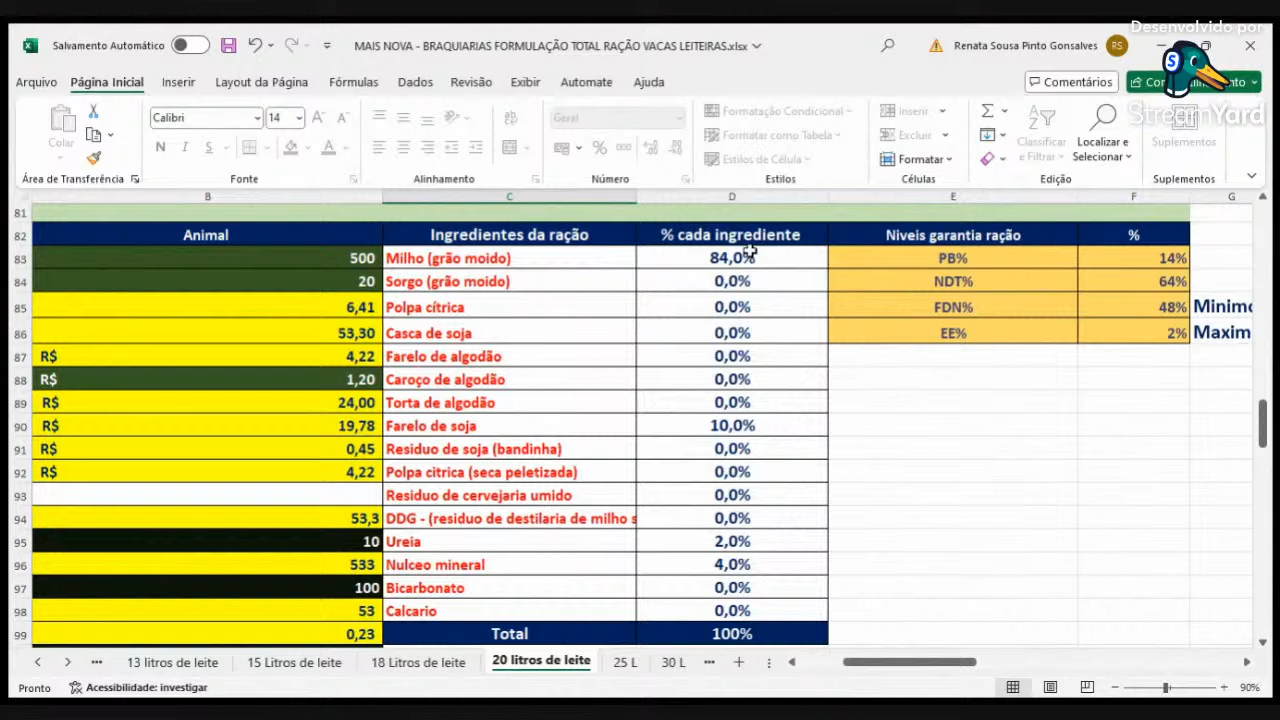 Desenvolvido por
StreamYard
Salvamento Automático
MAIS NOVA - BRAQUIARIAS FORMULAÇÃO TOTAL RAÇÃO VACAS LEITEIRAS.xlsx
Renata Sousa Pinto Gonsalves RS
Arquivo Página Inicial Inserir Layout da Página Fórmulas Dados Revisão Exibir Automate Ajuda
Comentários
Colar
Calibri 14
N I S
Geral
Formatação Condicional
Formatar como Tabela
Estilos de Célula
Inserir
Excluir
Formatar
Classificar e Filtrar
Localizar e Selecionar
Suplementos
Área de Transferência Fonte Alinhamento Número Estilos Células Edição Suplementos
B C D E F G
81
82 Animal Ingredientes da ração % cada ingrediente Niveis garantia ração %
83 500 Milho (grão moido) 84,0% PB% 14%
84 20 Sorgo (grão moido) 0,0% NDT% 64%
85 6,41 Polpa cítrica 0,0% FDN% 48%
86 53,30 Casca de soja 0,0% EE% 2%
87 R$ 4,22 Farelo de algodão 0,0%
88 R$ 1,20 Caroço de algodão 0,0%
89 R$ 24,00 Torta de algodão 0,0%
90 R$ 19,78 Farelo de soja 10,0%
91 R$ 0,45 Residuo de soja (bandinha) 0,0%
92 R$ 4,22 Polpa citrica (seca peletizada) 0,0%
93 Residuo de cervejaria umido 0,0%
94 53,3 DDG - (residuo de destilaria de milho s 0,0%
95 10 Ureia 2,0%
96 533 Nulceo mineral 4,0%
97 100 Bicarbonato 0,0%
98 53 Calcario 0,0%
99 0,23 Total 100%
13 litros de leite 15 Litros de leite 18 Litros de leite 20 litros de leite 25 L 30 L
Pronto Acessibilidade: investigar 90%